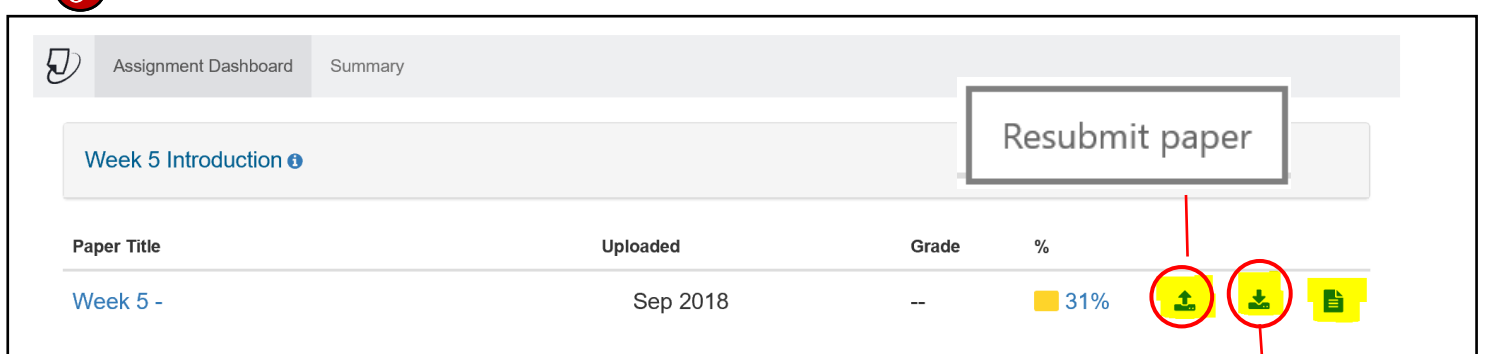 Assignment Dashboard Summary
Resubmit paper
Week 5 Introduction
Paper Title Uploaded Grade %
Week 5 - Sep 2018 -- 31%